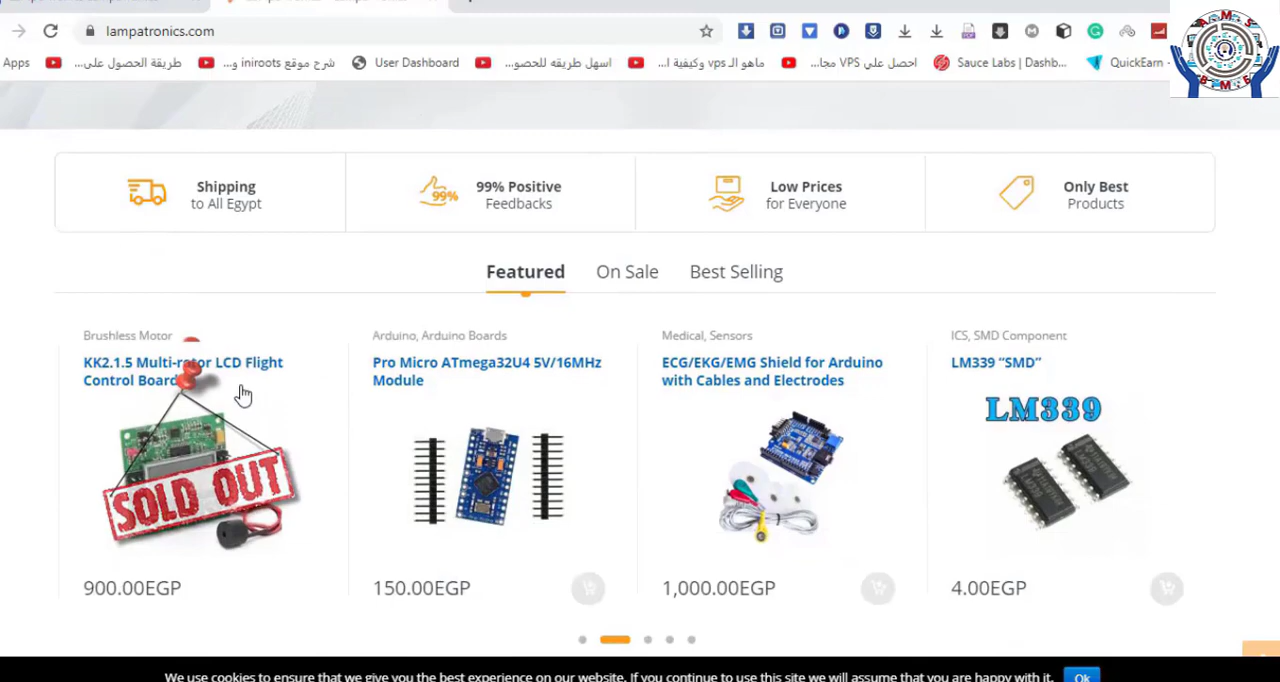 lampatronics.com
Apps
طريقة الحصول على...
شرح موقع iniroots و...
User Dashboard
اسهل طريقه للحصو...
ماهو الـ vps وكيفية ا...
احصل علي VPS مجا...
Sauce Labs | Dashb...
QuickEarn -
AMS
BME
Shipping
to All Egypt
99%
99% Positive
Feedbacks
Low Prices
for Everyone
Only Best
Products
Featured
On Sale
Best Selling
Brushless Motor
KK2.1.5 Multi-rotor LCD Flight
Control Board
SOLD OUT
900.00EGP
Arduino, Arduino Boards
Pro Micro ATmega32U4 5V/16MHz
Module
150.00EGP
Medical, Sensors
ECG/EKG/EMG Shield for Arduino
with Cables and Electrodes
1,000.00EGP
ICS, SMD Component
LM339 “SMD”
LM339
4.00EGP
We use cookies to ensure that we give you the best experience on our website. If you continue to use this site we will assume that you are happy with it.
Ok